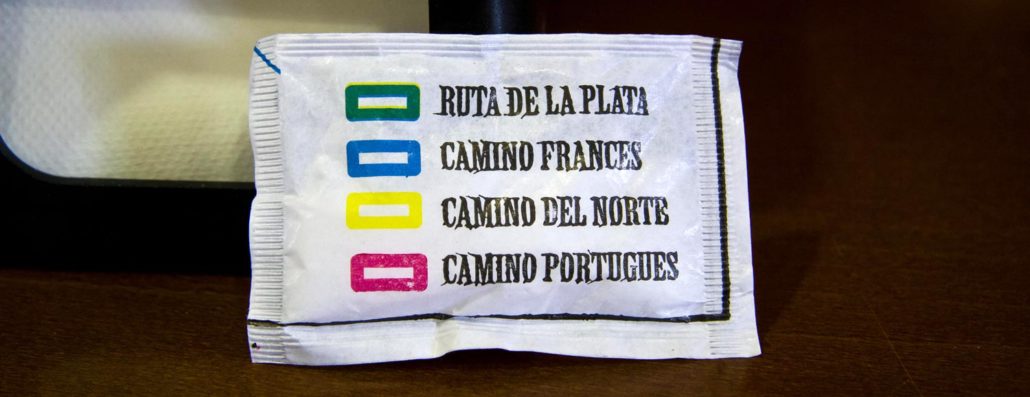 RUTA DE LA PLATA
CAMINO FRANCES
CAMINO DEL NORTE
CAMINO PORTUGUES